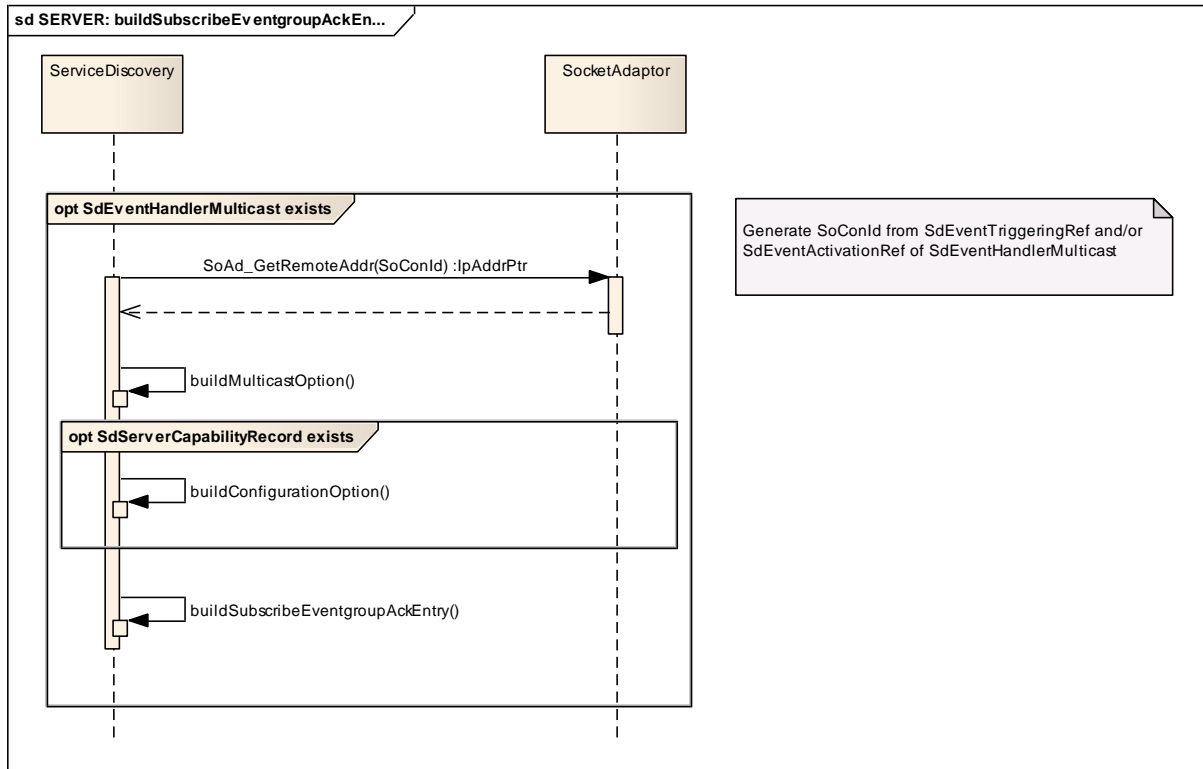 sd SERVER: buildSubscribeEventgroupAckEn...
ServiceDiscovery
SocketAdaptor
opt SdEventHandlerMulticast exists
Generate SoConId from SdEventTriggeringRef and/or
SdEventActivationRef of SdEventHandlerMulticast
SoAd_GetRemoteAddr(SoConId) :IpAddrPtr
buildMulticastOption()
opt SdServerCapabilityRecord exists
buildConfigurationOption()
buildSubscribeEventgroupAckEntry()